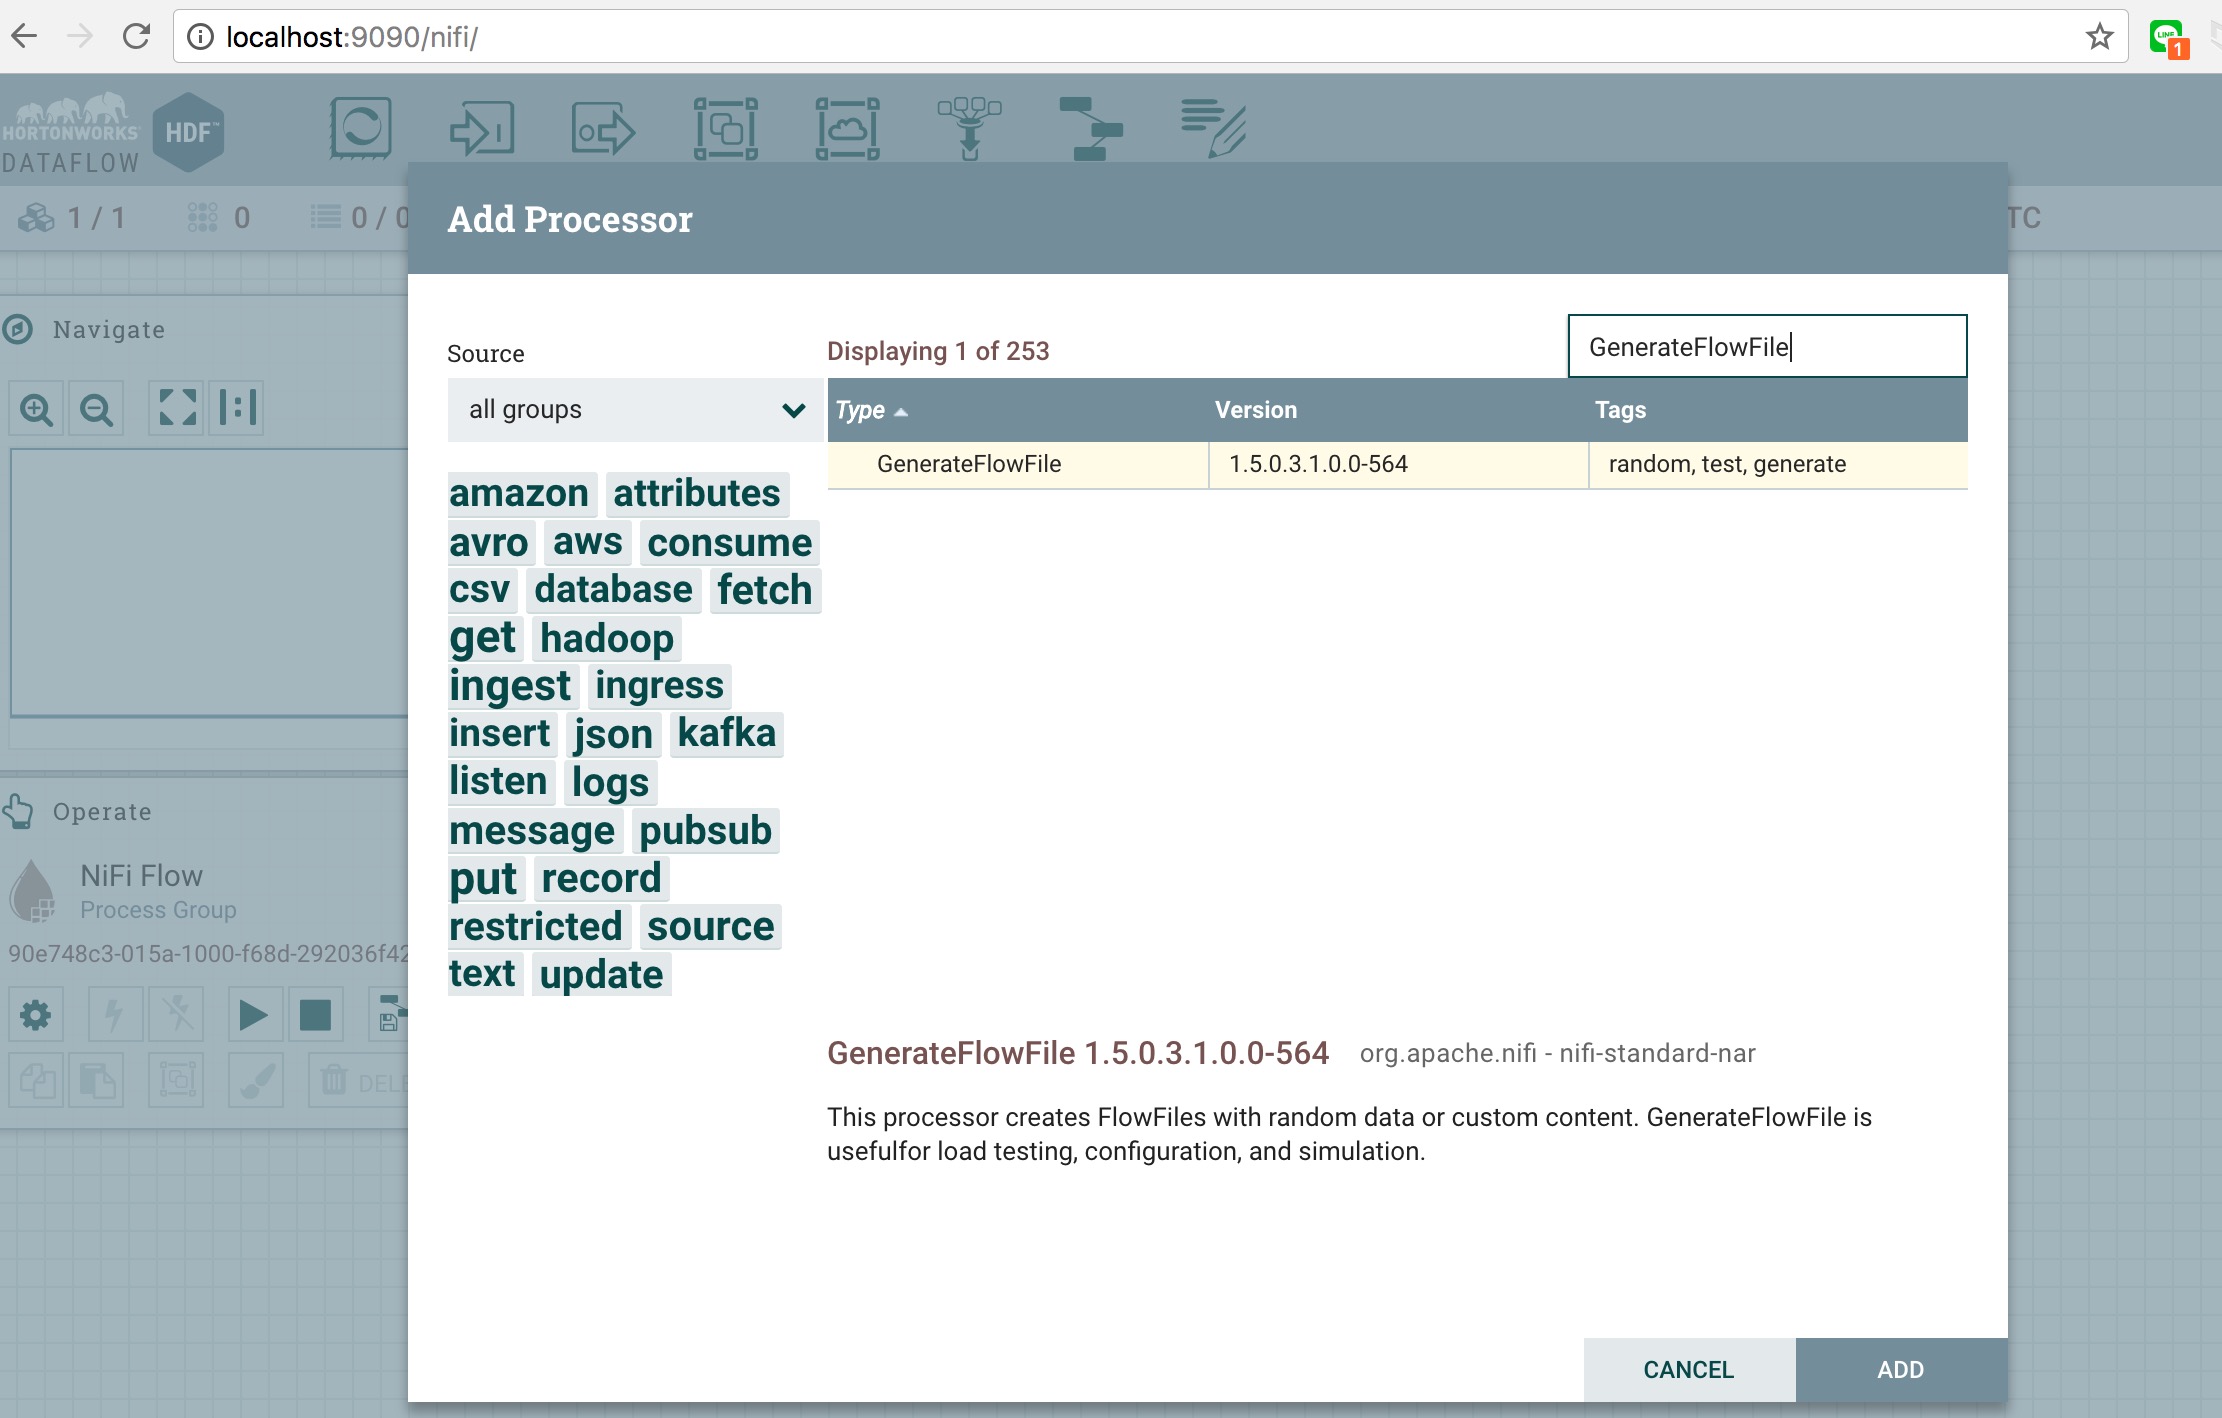 localhost:9090/nifi/
LINE
1
HORTONWORKS
DATAFLOW
HDF™
1 / 1
0
0 / 0
TC
Add Processor
Navigate
Source
Displaying 1 of 253
GenerateFlowFile
all groups
Type
Version
Tags
GenerateFlowFile
1.5.0.3.1.0.0-564
random, test, generate
amazon attributes
avro aws consume
csv database fetch
get hadoop
ingest ingress
insert json kafka
listen logs
message pubsub
put record
restricted source
text update
Operate
NiFi Flow
Process Group
90e748c3-015a-1000-f68d-292036f42
DELE
GenerateFlowFile 1.5.0.3.1.0.0-564 org.apache.nifi - nifi-standard-nar
This processor creates FlowFiles with random data or custom content. GenerateFlowFile is
usefulfor load testing, configuration, and simulation.
CANCEL
ADD